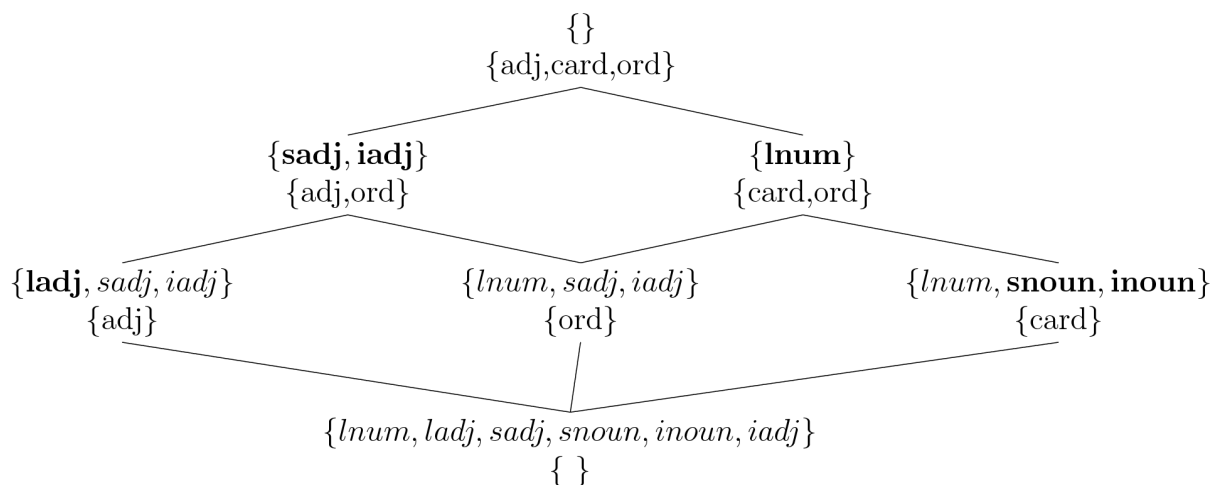 {}
{adj,card,ord}
{sadj, iadj} {lnum}
{adj,ord} {card,ord}
{ladj, sadj, iadj} {lnum, sadj, iadj} {lnum, snoun, inoun}
{adj} {ord} {card}
{lnum, ladj, sadj, snoun, inoun, iadj}
{ }